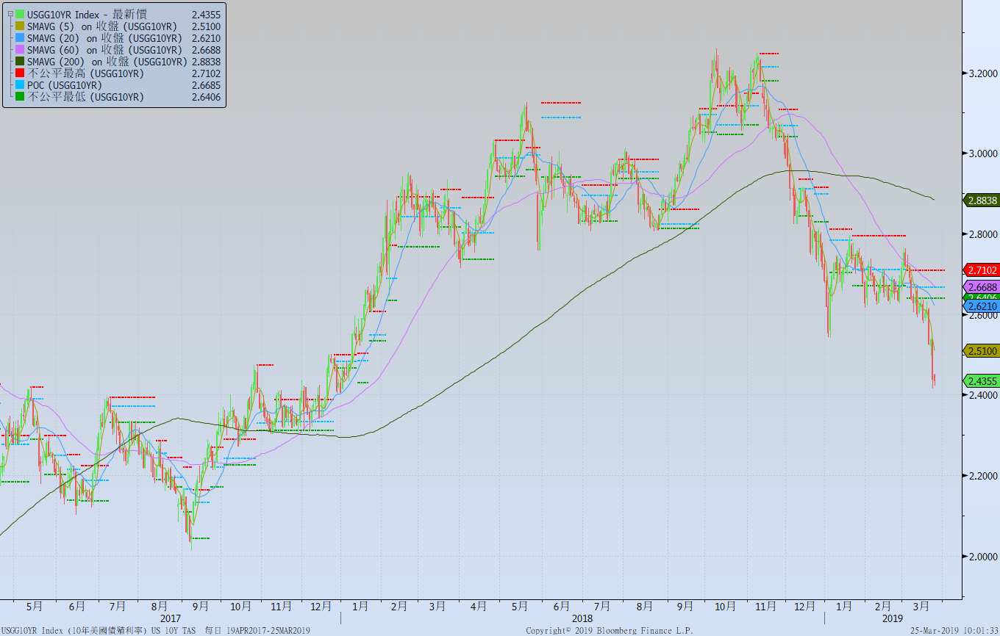 USGG10YR Index - 最新價 2.4355
SMAVG (5) on 收盤 (USGG10YR) 2.5100
SMAVG (20) on 收盤 (USGG10YR) 2.6210
SMAVG (60) on 收盤 (USGG10YR) 2.6688
SMAVG (200) on 收盤 (USGG10YR) 2.8838
不公平最高 (USGG10YR) 2.7102
POC (USGG10YR) 2.6685
不公平最低 (USGG10YR) 2.6406
3.2000
3.0000
2.8838
2.8000
2.7102
2.6688
2.6406
2.6210
2.6000
2.5100
2.4355
2.4000
2.2000
2.0000
5月 6月 7月 8月 9月 10月 11月 12月 1月 2月 3月 4月 5月 6月 7月 8月 9月 10月 11月 12月 1月 2月 3月
2017 2018 2019
USGG10YR Index (10年美國債殖利率) US 10Y TAS 每日 19APR2017-25MAR2019 Copyright© 2019 Bloomberg Finance L.P. 25-Mar-2019 10:01:33